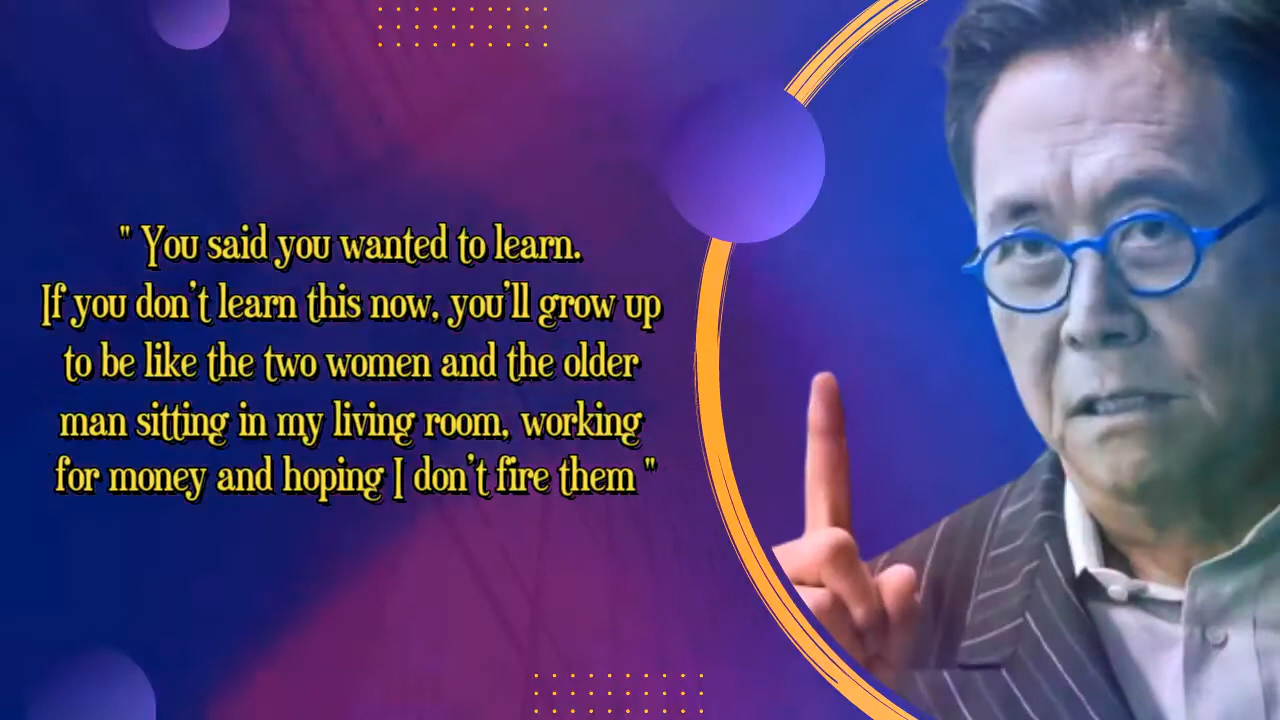 " You said you wanted to learn.
If you don't learn this now, you'll grow up
to be like the two women and the older
man sitting in my living room, working
for money and hoping I don't fire them "